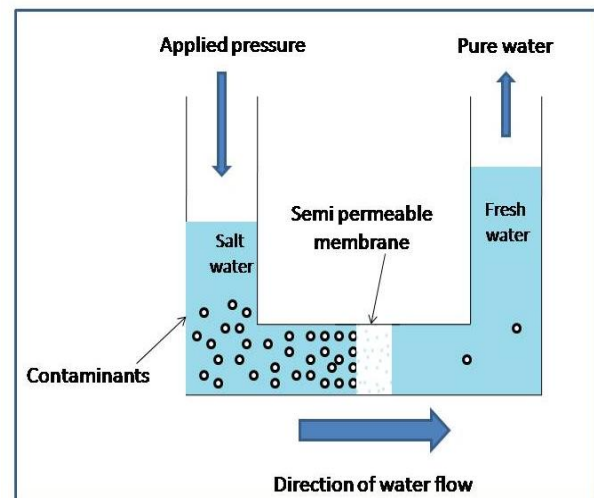 Applied pressure
Pure water
Semi permeable
membrane
Salt
water
Fresh
water
Contaminants
Direction of water flow